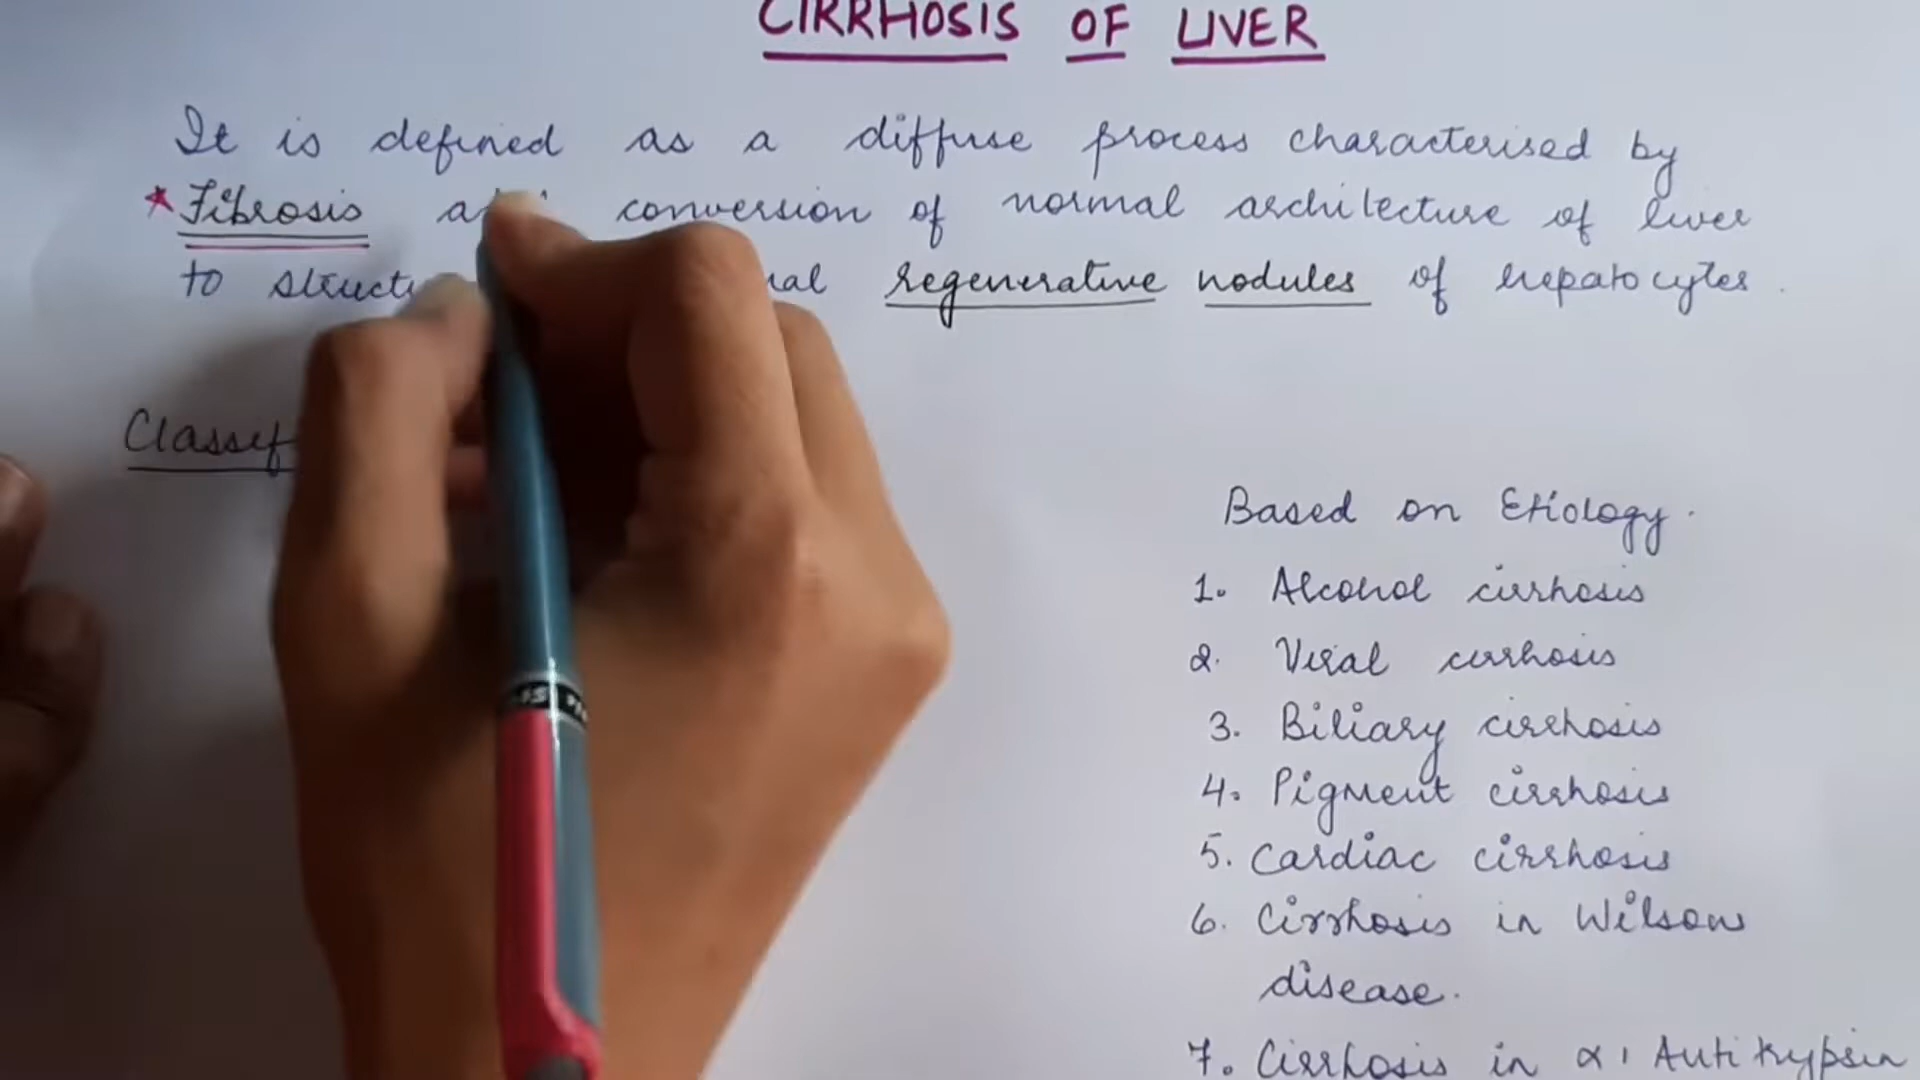 CIRRHOSIS OF LIVER
It is defined as a diffuse process characterised by
* Fibrosis conversion of normal architecture of liver
to regenerative nodules of hepatocytes.
Based on Etiology.
1. Alcohol cirrhosis
2. Viral cirrhosis
3. Biliary cirrhosis
4. Pigment cirrhosis
5. Cardiac cirrhosis
6. Cirrhosis in Wilsons
disease.
7. Cirrhosis in α1 Antitrypsin